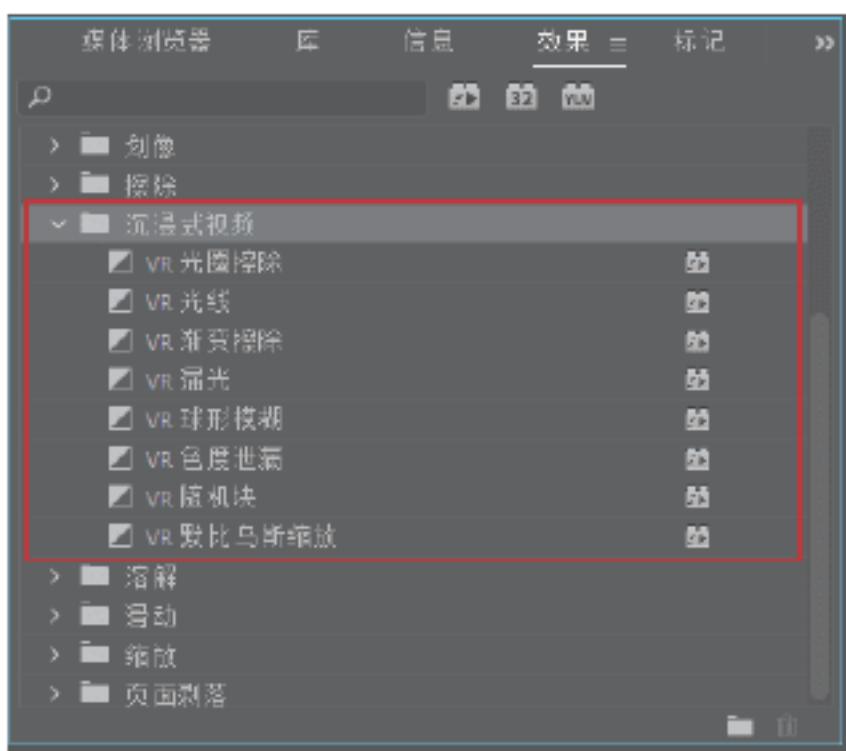 媒体浏览器 库 信息 效果 标记
32 YUV
划像
擦除
沉浸式视频
VR 光圈擦除
VR 光线
VR 渐变擦除
VR 漏光
VR 球形模糊
VR 色度泄漏
VR 随机块
VR 默比乌斯缩放
溶解
滑动
缩放
页面剥落